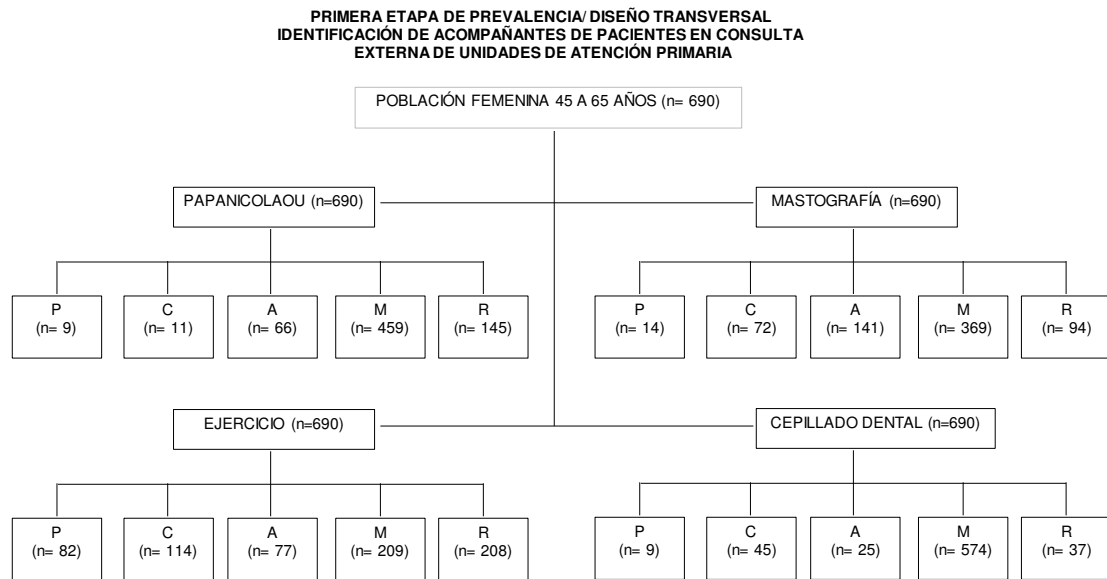 PRIMERA ETAPA DE PREVALENCIA/ DISEÑO TRANSVERSAL
IDENTIFICACIÓN DE ACOMPAÑANTES DE PACIENTES EN CONSULTA
EXTERNA DE UNIDADES DE ATENCIÓN PRIMARIA
POBLACIÓN FEMENINA 45 A 65 AÑOS (n= 690)
PAPANICOLAOU (n=690)
MASTOGRAFÍA (n=690)
P
(n= 9)
C
(n= 11)
A
(n= 66)
M
(n= 459)
R
(n= 145)
P
(n= 14)
C
(n= 72)
A
(n= 141)
M
(n= 369)
R
(n= 94)
EJERCICIO (n=690)
CEPILLADO DENTAL (n=690)
P
(n= 82)
C
(n= 114)
A
(n= 77)
M
(n= 209)
R
(n= 208)
P
(n= 9)
C
(n= 45)
A
(n= 25)
M
(n= 574)
R
(n= 37)